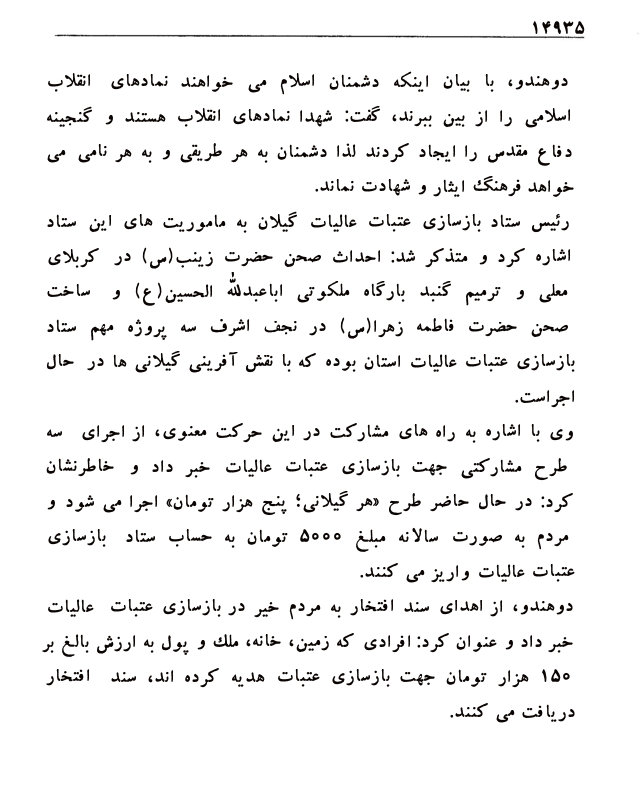 ۱۴۹۳۵
دوهندو، با بیان اینکه دشمنان اسلام می خواهند نمادهای انقلاب
اسلامی را از بین ببرند، گفت: شهدا نمادهای انقلاب هستند و گنجینه
دفاع مقدس را ایجاد کردند لذا دشمنان به هر طریقی و به هر نامی می
خواهد فرهنگ ایثار و شهادت نماند.
رئیس ستاد بازسازی عتبات عالیات گیلان به ماموریت های این ستاد
اشاره کرد و متذکر شد: احداث صحن حضرت زینب(س) در کربلای
معلی و ترمیم گنبد بارگاه ملکوتی اباعبدالله الحسین(ع) و ساخت
صحن حضرت فاطمه زهرا(س) در نجف اشرف سه پروژه مهم ستاد
بازسازی عتبات عالیات استان بوده که با نقش آفرینی گیلانی ها در حال
اجراست.
وی با اشاره به راه های مشارکت در این حرکت معنوی، از اجرای سه
طرح مشارکتی جهت بازسازی عتبات عالیات خبر داد و خاطرنشان
کرد: در حال حاضر طرح «هر گیلانی؛ پنج هزار تومان» اجرا می شود و
مردم به صورت سالانه مبلغ ۵۰۰۰ تومان به حساب ستاد بازسازی
عتبات عالیات واریز می کنند.
دوهندو، از اهدای سند افتخار به مردم خیر در بازسازی عتبات عالیات
خبر داد و عنوان کرد: افرادی که زمین، خانه، ملك و پول به ارزش بالغ بر
۱۵۰ هزار تومان جهت بازسازی عتبات هدیه کرده اند، سند افتخار
دریافت می کنند.